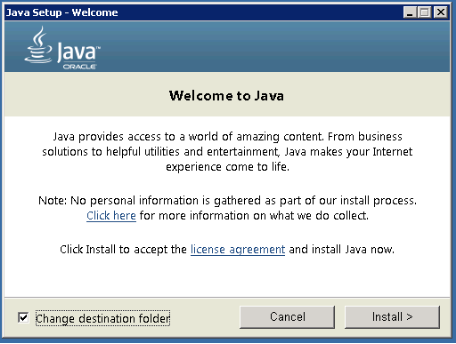 Java Setup - Welcome
Java™
ORACLE
Welcome to Java
Java provides access to a world of amazing content. From business
solutions to helpful utilities and entertainment, Java makes your Internet
experience come to life.
Note: No personal information is gathered as part of our install process.
Click here for more information on what we do collect.
Click Install to accept the license agreement and install Java now.
Change destination folder
Cancel
Install >